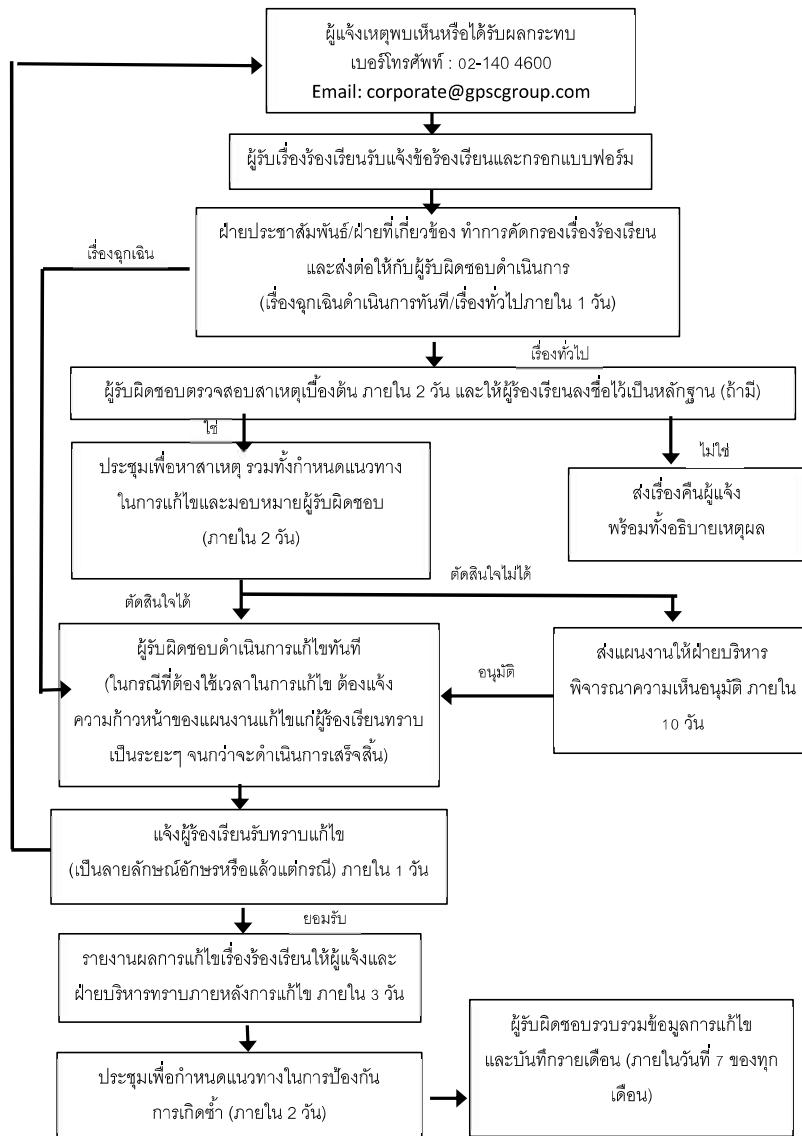 ผู้แจ้งเหตุพบเห็นหรือได้รับผลกระทบ
เบอร์โทรศัพท์ : 02-140 4600
Email: corporate@gpscgroup.com
ผู้รับเรื่องร้องเรียนรับแจ้งข้อร้องเรียนและกรอกแบบฟอร์ม
ฝ่ายประชาสัมพันธ์/ฝ่ายที่เกี่ยวข้อง ทำการคัดกรองเรื่องร้องเรียน
และส่งต่อให้กับผู้รับผิดชอบดำเนินการ
(เรื่องฉุกเฉินดำเนินการทันที/เรื่องทั่วไปภายใน 1 วัน)
เรื่องฉุกเฉิน
เรื่องทั่วไป
ผู้รับผิดชอบตรวจสอบสาเหตุเบื้องต้น ภายใน 2 วัน และให้ผู้ร้องเรียนลงชื่อไว้เป็นหลักฐาน (ถ้ามี)
ใช่
ไม่ใช่
ประชุมเพื่อหาสาเหตุ รวมทั้งกำหนดแนวทาง
ในการแก้ไขและมอบหมายผู้รับผิดชอบ
(ภายใน 2 วัน)
ส่งเรื่องคืนผู้แจ้ง
พร้อมทั้งอธิบายเหตุผล
ตัดสินใจได้
ตัดสินใจไม่ได้
ผู้รับผิดชอบดำเนินการแก้ไขทันที
(ในกรณีที่ต้องใช้เวลาในการแก้ไข ต้องแจ้ง
ความก้าวหน้าของแผนงานแก้ไขแก่ผู้ร้องเรียนทราบ
เป็นระยะๆ จนกว่าจะดำเนินการเสร็จสิ้น)
อนุมัติ
ส่งแผนงานให้ฝ่ายบริหาร
พิจารณาความเห็นอนุมัติ ภายใน
10 วัน
แจ้งผู้ร้องเรียนรับทราบแก้ไข
(เป็นลายลักษณ์อักษรหรือแล้วแต่กรณี) ภายใน 1 วัน
ยอมรับ
รายงานผลการแก้ไขเรื่องร้องเรียนให้ผู้แจ้งและ
ฝ่ายบริหารทราบภายหลังการแก้ไข ภายใน 3 วัน
ประชุมเพื่อกำหนดแนวทางในการป้องกัน
การเกิดซ้ำ (ภายใน 2 วัน)
ผู้รับผิดชอบรวบรวมข้อมูลการแก้ไข
และบันทึกรายเดือน (ภายในวันที่ 7 ของทุก
เดือน)